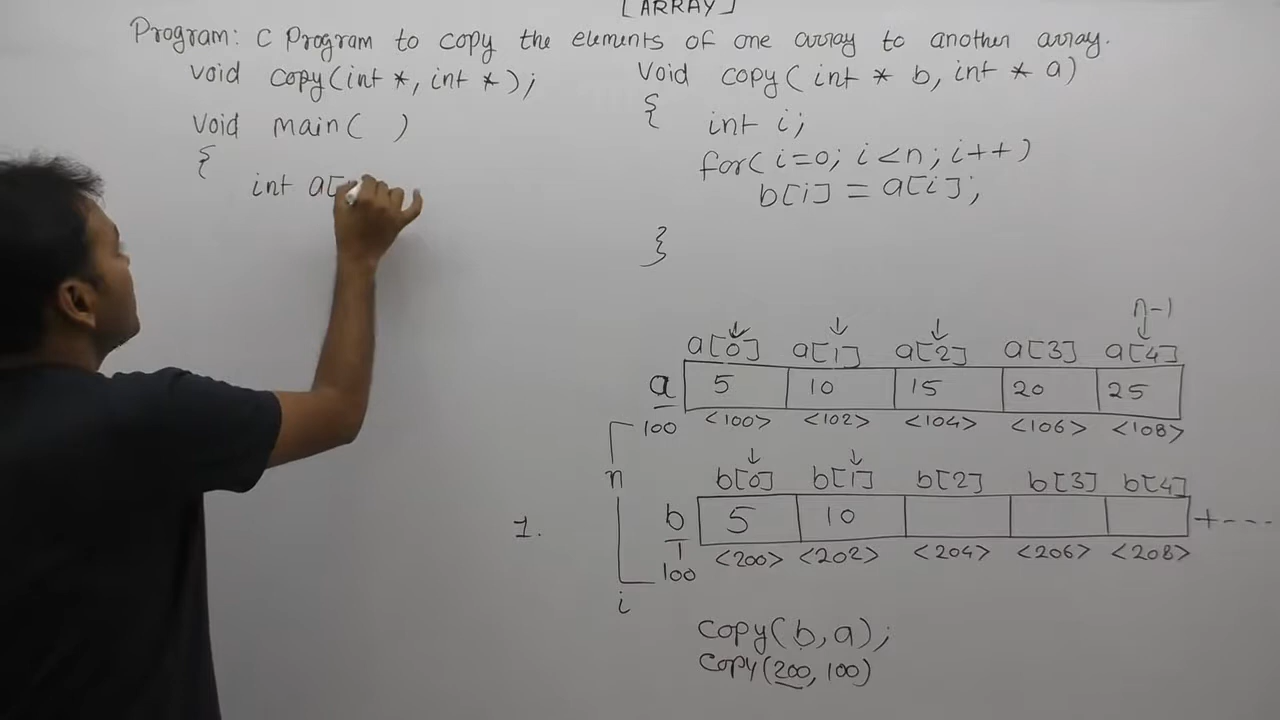 [ARRAY]
Program: C Program to copy the elements of one array to another array.
void copy(int *, int *);
void main( )
{
int a[
void copy( int * b, int * a)
{
int i;
for( i=0; i<n; i++)
b[i] = a[i];
}
n-1
a[0] a[1] a[2] a[3] a[4]
a 5 10 15 20 25
100 <100> <102> <104> <106> <108>
n
b[0] b[1] b[2] b[3] b[4]
1. b 5 10 +----
100 <200> <202> <204> <206> <208>
i
copy(b,a);
copy(200, 100)